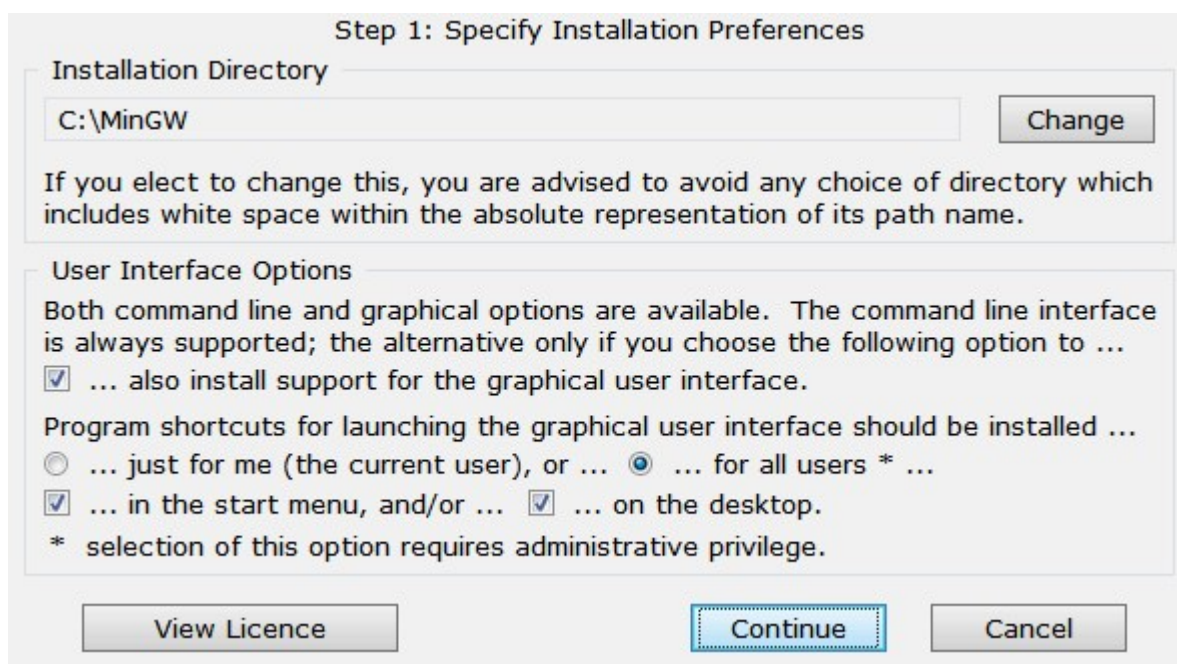 Step 1: Specify Installation Preferences
Installation Directory
C:\MinGW
Change
If you elect to change this, you are advised to avoid any choice of directory which
includes white space within the absolute representation of its path name.
User Interface Options
Both command line and graphical options are available.  The command line interface
is always supported; the alternative only if you choose the following option to ...
... also install support for the graphical user interface.
Program shortcuts for launching the graphical user interface should be installed ...
... just for me (the current user), or ... ... for all users * ...
... in the start menu, and/or ... ... on the desktop.
* selection of this option requires administrative privilege.
View Licence Continue Cancel